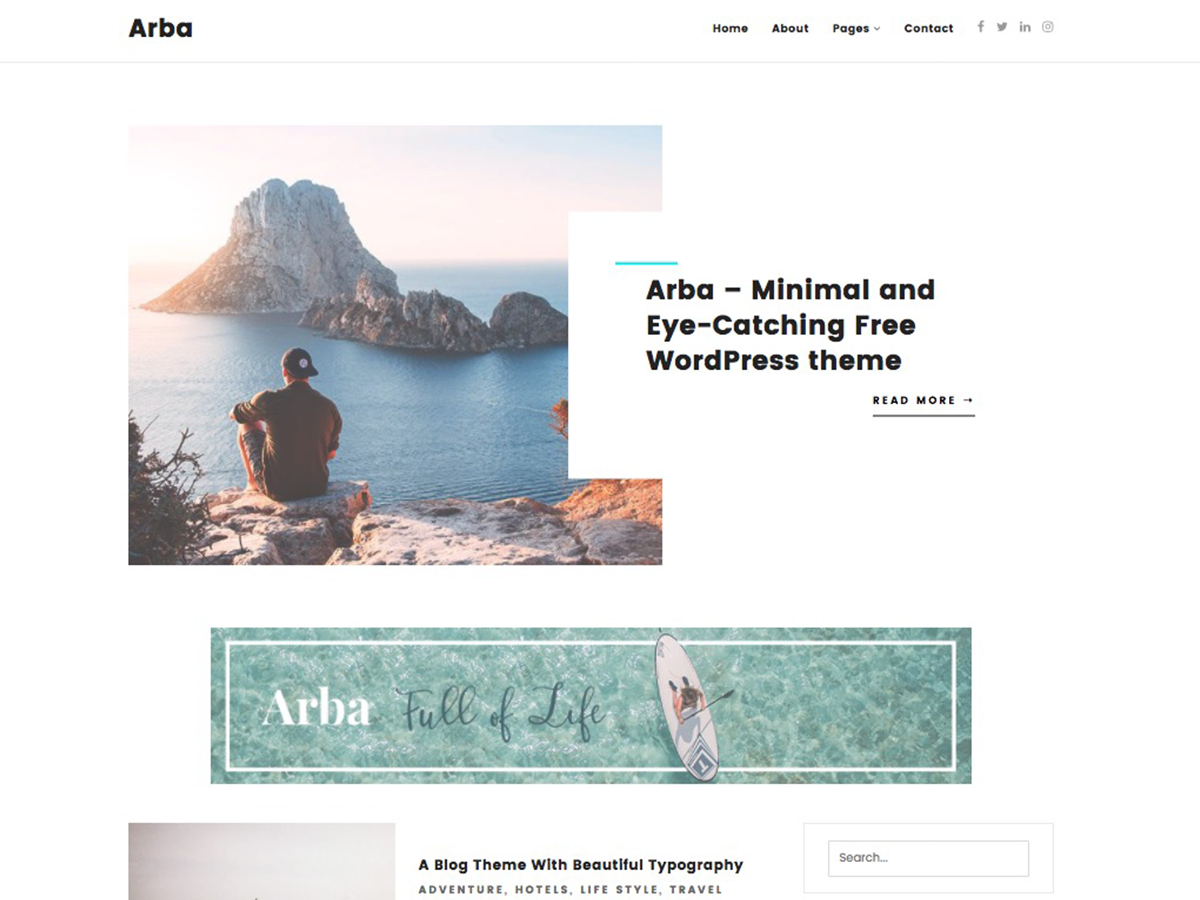 Arba
Home About Pages Contact
Arba – Minimal and
Eye-Catching Free
WordPress theme
READ MORE →
Arba Full of Life
A Blog Theme With Beautiful Typography
ADVENTURE, HOTELS, LIFE STYLE, TRAVEL
Search...